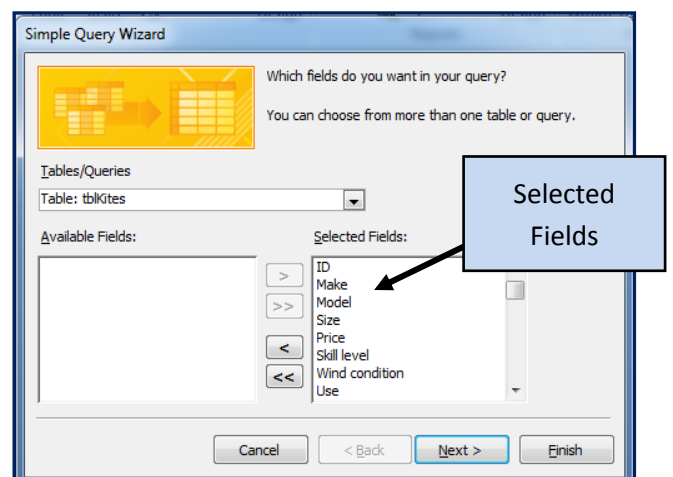 Simple Query Wizard
Which fields do you want in your query?
You can choose from more than one table or query.
Tables/Queries
Table: tblKites
Available Fields:
Selected Fields:
>
>>
<
<<
ID
Make
Model
Size
Price
Skill level
Wind condition
Use
Selected
Fields
Cancel
< Back
Next >
Finish